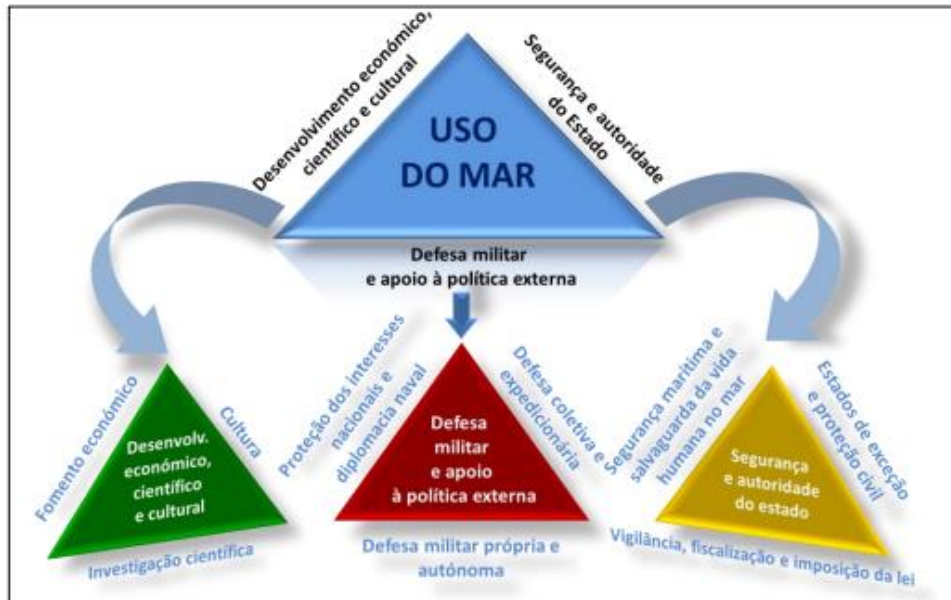 Desenvolvimento económico,
científico e cultural
Segurança e autoridade
do Estado
USO
DO MAR
Defesa militar
e apoio à política externa
Fomento económico
Cultura
Desenvolv.
económico,
científico
e cultural
Investigação científica
Proteção dos interesses
nacionais e
diplomacia naval
Defesa coletiva e
expedicionária
Defesa
militar
e apoio
à política externa
Defesa militar própria e
autónoma
Segurança marítima e
salvaguarda da vida
humana no mar
Estados de exceção
e proteção civil
Segurança
e autoridade
do estado
Vigilância, fiscalização e imposição da lei